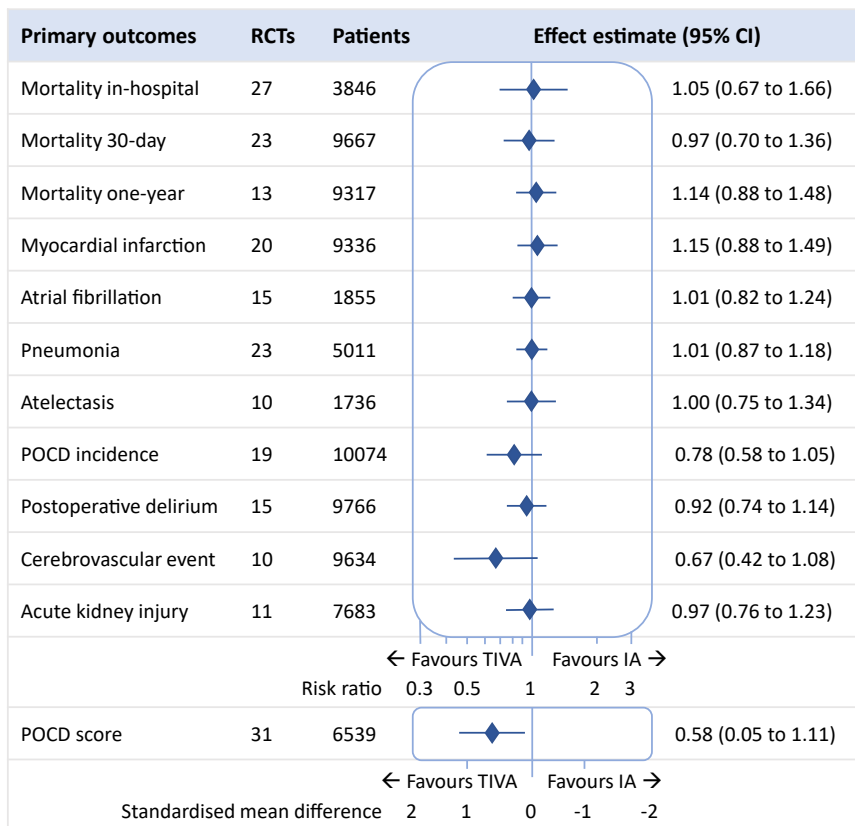 Primary outcomes RCTs Patients Effect estimate (95% CI)
Mortality in-hospital 27 3846 1.05 (0.67 to 1.66)
Mortality 30-day 23 9667 0.97 (0.70 to 1.36)
Mortality one-year 13 9317 1.14 (0.88 to 1.48)
Myocardial infarction 20 9336 1.15 (0.88 to 1.49)
Atrial fibrillation 15 1855 1.01 (0.82 to 1.24)
Pneumonia 23 5011 1.01 (0.87 to 1.18)
Atelectasis 10 1736 1.00 (0.75 to 1.34)
POCD incidence 19 10074 0.78 (0.58 to 1.05)
Postoperative delirium 15 9766 0.92 (0.74 to 1.14)
Cerebrovascular event 10 9634 0.67 (0.42 to 1.08)
Acute kidney injury 11 7683 0.97 (0.76 to 1.23)
← Favours TIVA Favours IA →
Risk ratio 0.3 0.5 1 2 3
POCD score 31 6539 0.58 (0.05 to 1.11)
← Favours TIVA Favours IA →
Standardised mean difference 2 1 0 -1 -2